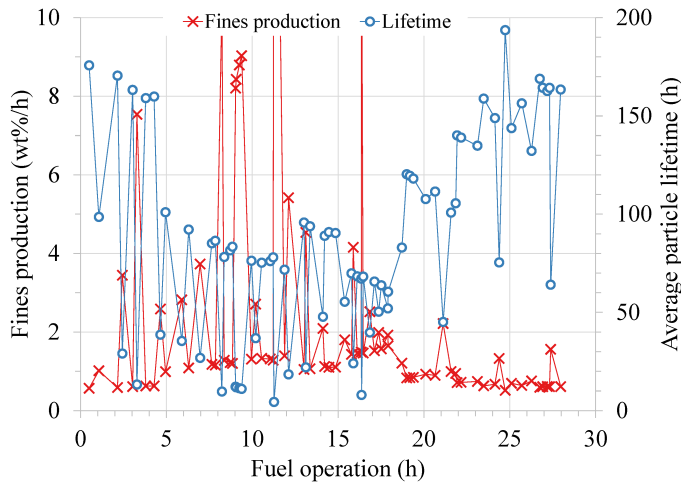 Fines production Lifetime
10
8
6
4
2
0
Fines production (wt%/h)
200
150
100
50
0
Average particle lifetime (h)
0 5 10 15 20 25 30
Fuel operation (h)